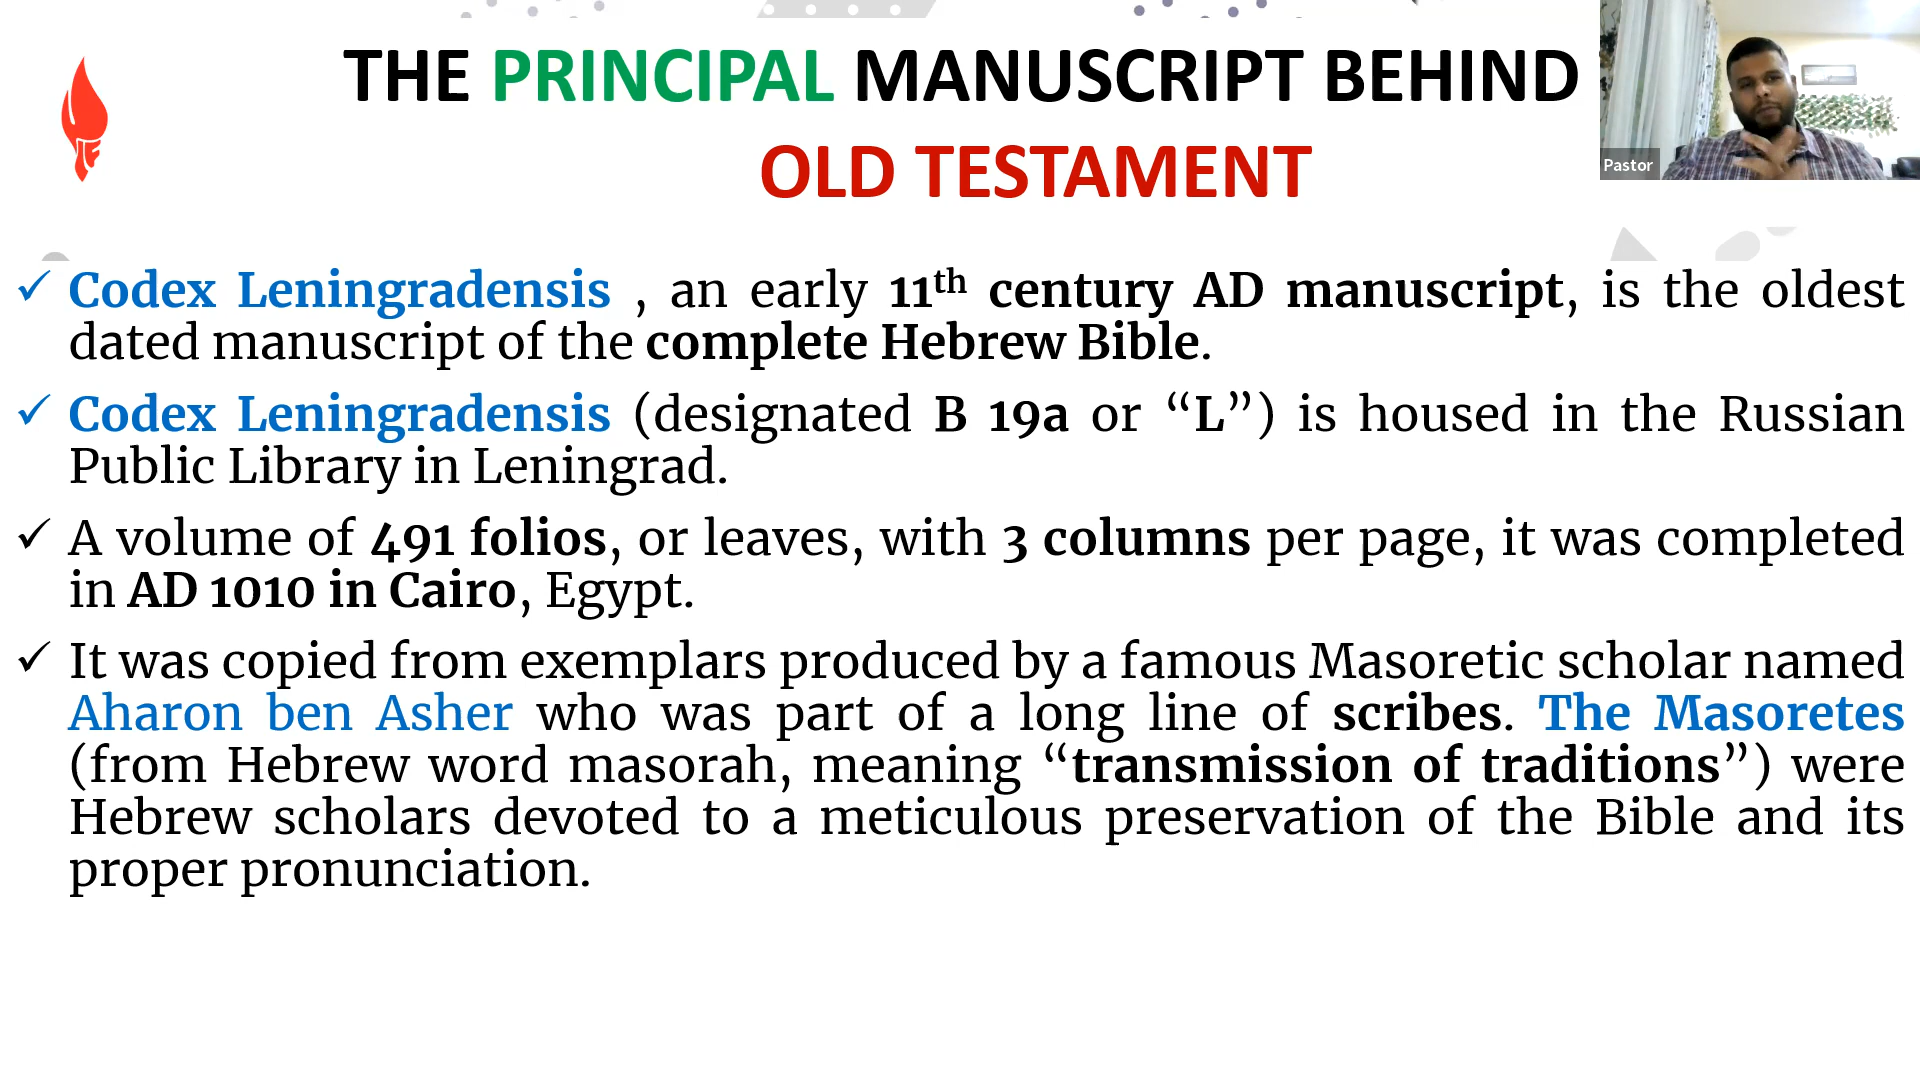 THE PRINCIPAL MANUSCRIPT BEHIND
OLD TESTAMENT
Pastor
✓ Codex Leningradensis , an early 11th century AD manuscript, is the oldest
dated manuscript of the complete Hebrew Bible.
✓ Codex Leningradensis (designated B 19a or “L”) is housed in the Russian
Public Library in Leningrad.
✓ A volume of 491 folios, or leaves, with 3 columns per page, it was completed
in AD 1010 in Cairo, Egypt.
✓ It was copied from exemplars produced by a famous Masoretic scholar named
Aharon ben Asher who was part of a long line of scribes. The Masoretes
(from Hebrew word masorah, meaning “transmission of traditions”) were
Hebrew scholars devoted to a meticulous preservation of the Bible and its
proper pronunciation.